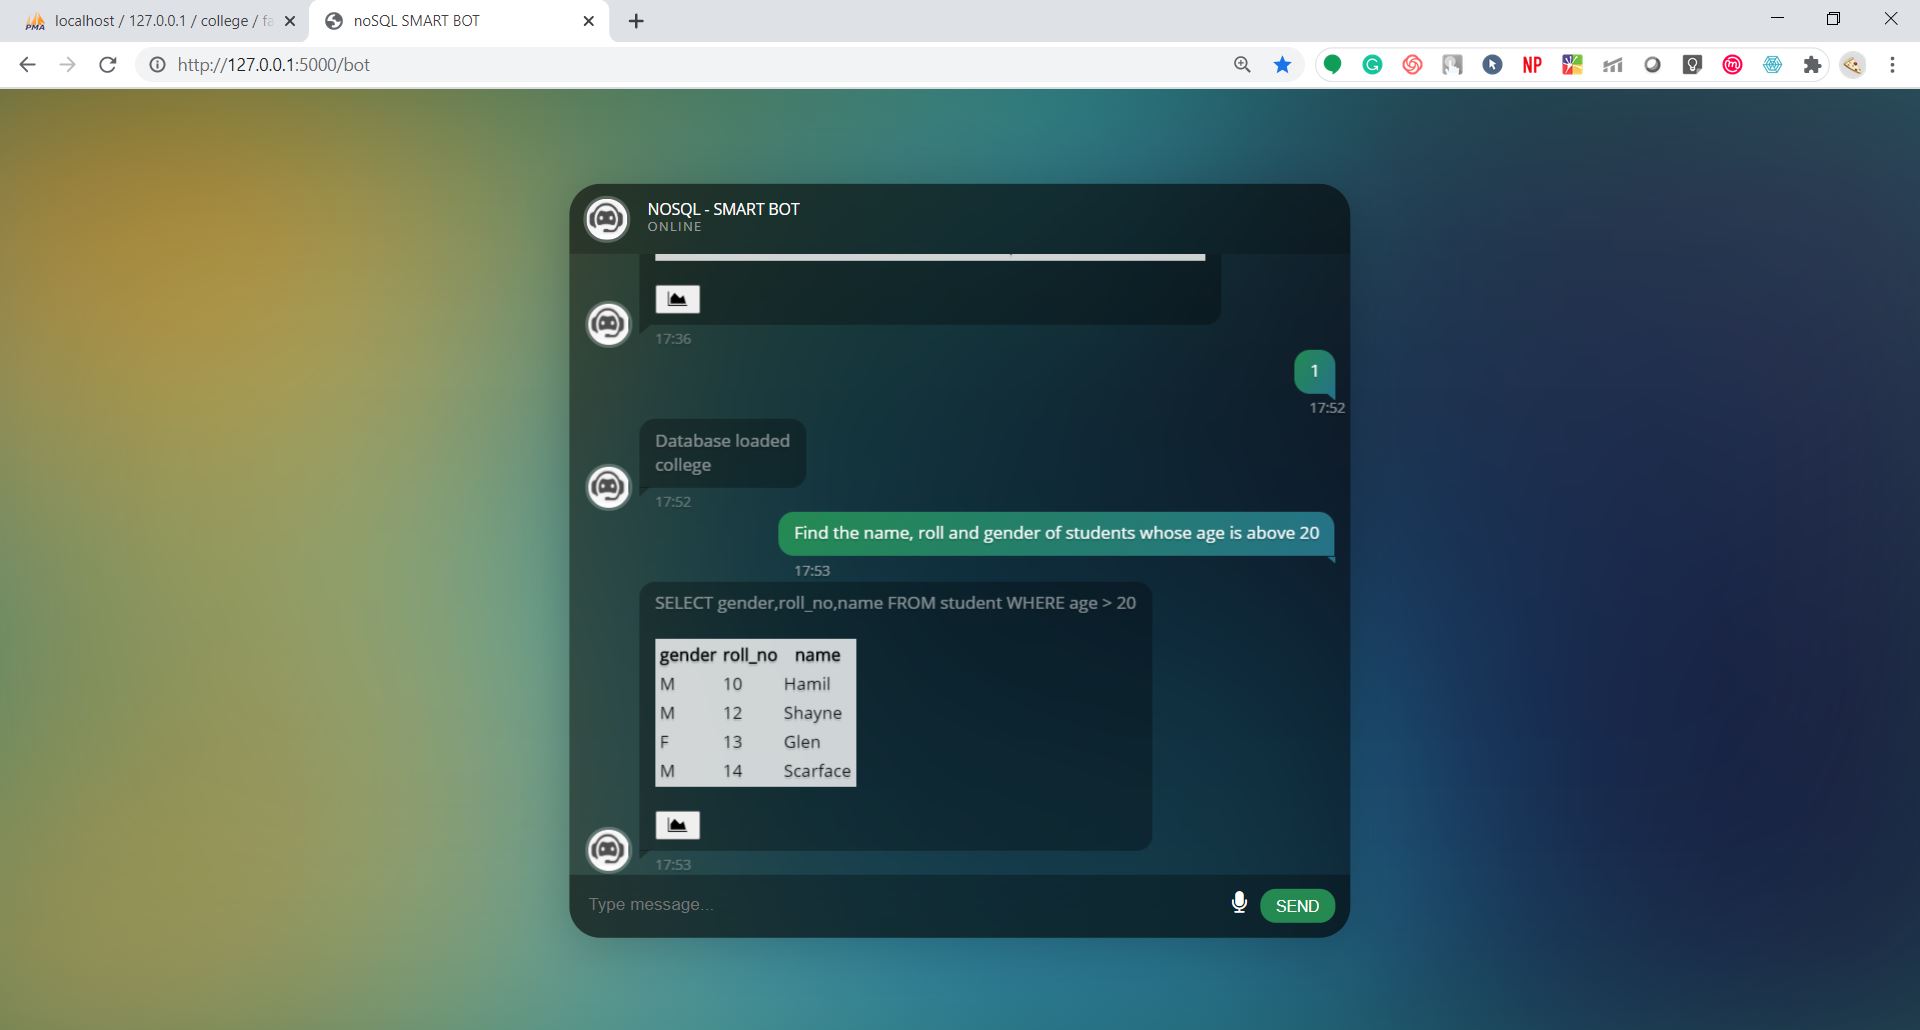 localhost / 127.0.0.1 / college / fa
noSQL SMART BOT
http://127.0.0.1:5000/bot
NP
NOSQL - SMART BOT
ONLINE
17:36
1
17:52
Database loaded
college
17:52
Find the name, roll and gender of students whose age is above 20
17:53
SELECT gender,roll_no,name FROM student WHERE age > 20
gender roll_no name
M 10 Hamil
M 12 Shayne
F 13 Glen
M 14 Scarface
17:53
Type message...
SEND